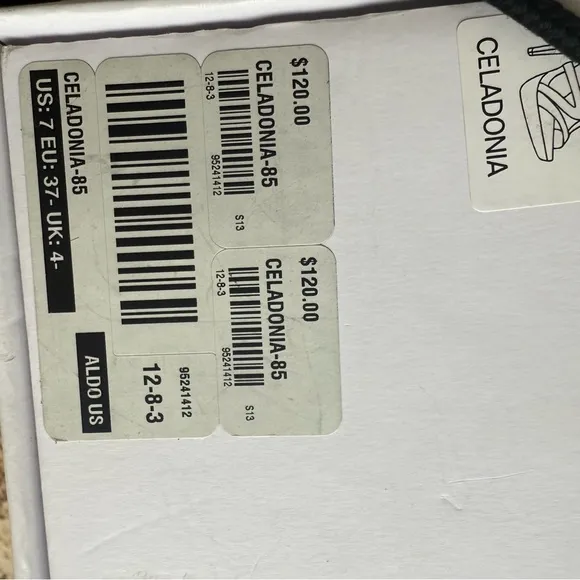 CELADONIA-85
US: 7 EU: 37- UK: 4-
ALDO US
95241412
12-8-3
$120.00
CELADONIA-85
12-8-3
95241412
S13
$120.00
CELADONIA-85
12-8-3
95241412
S13
CELADONIA